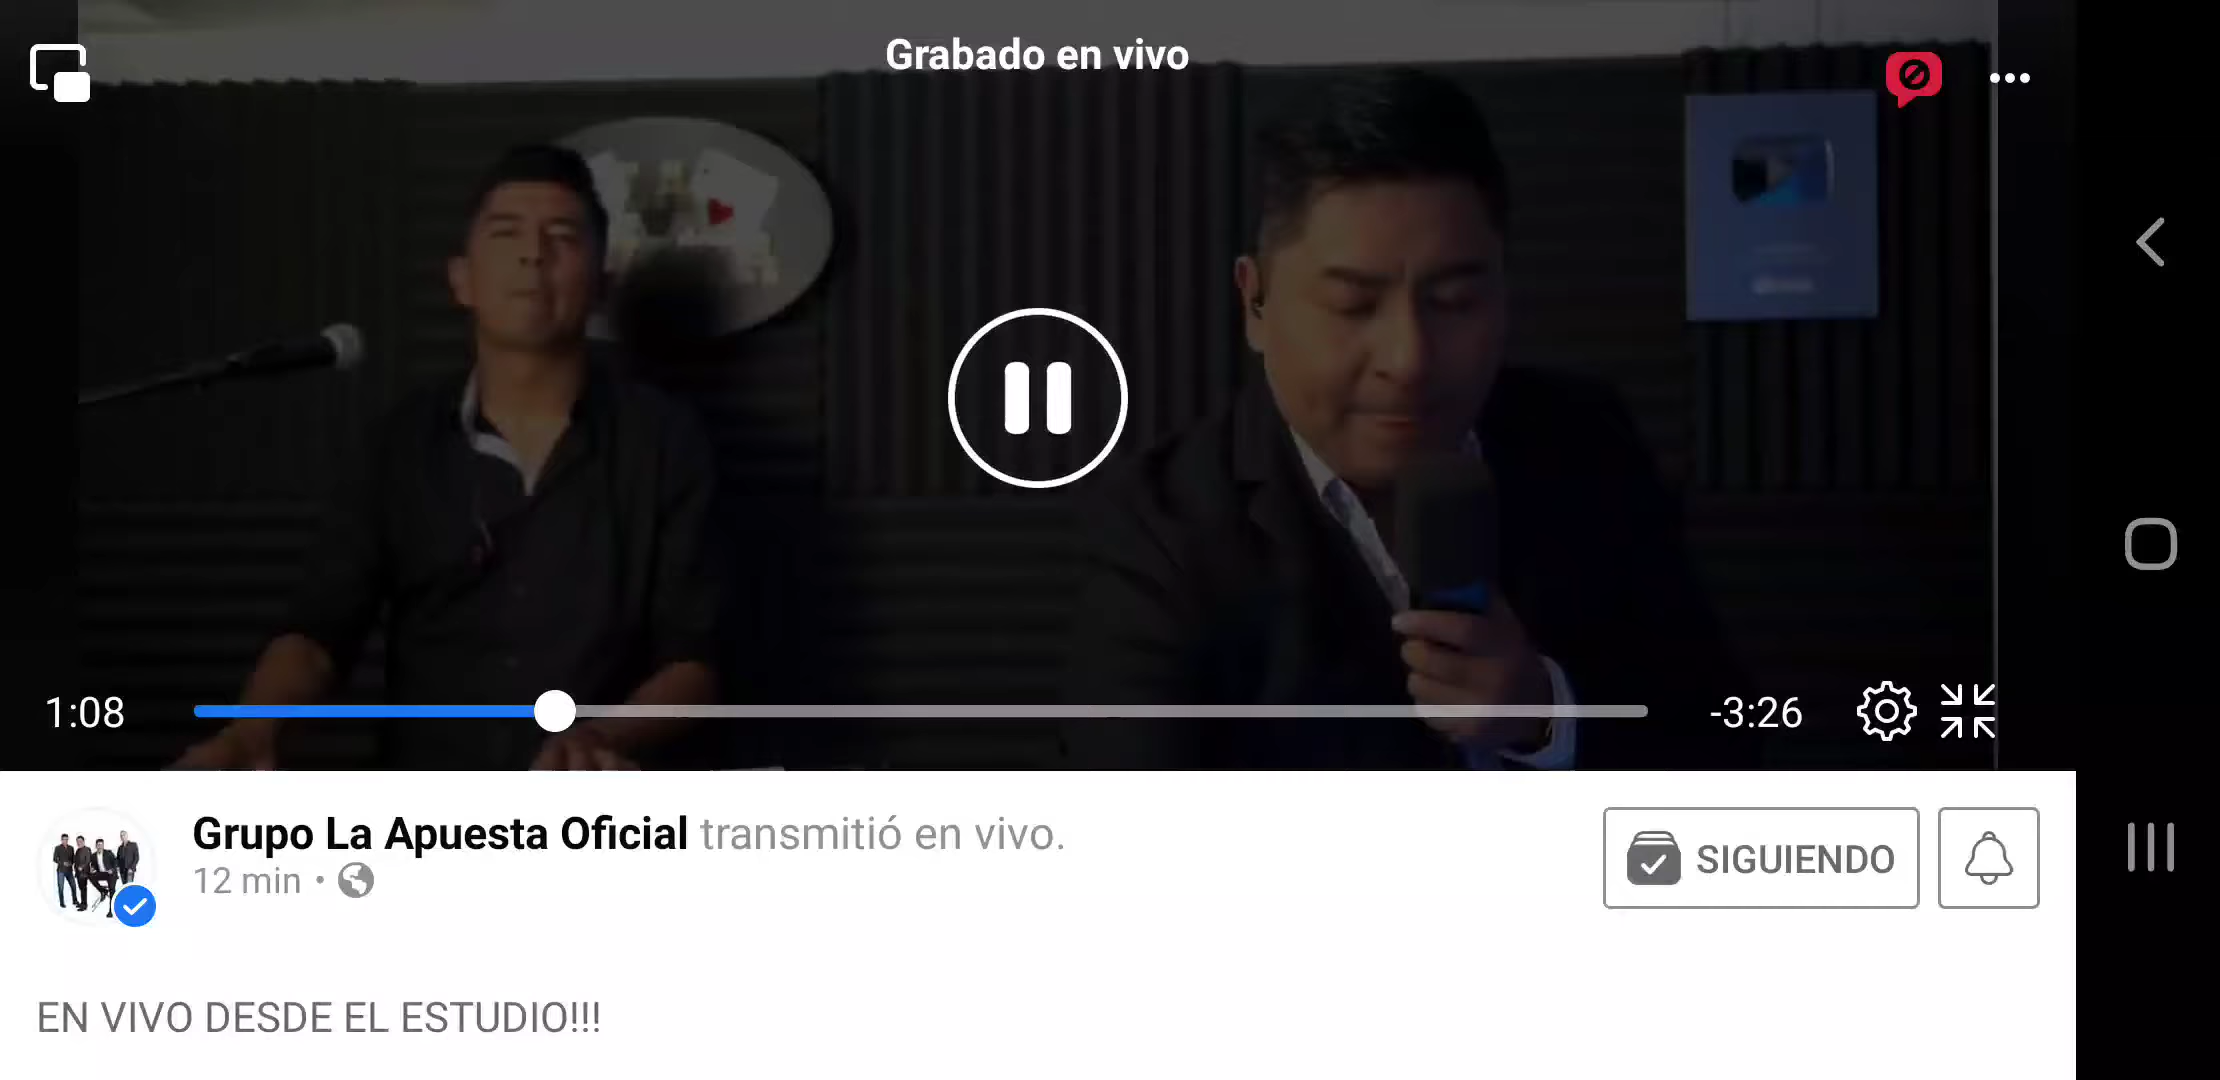 Grabado en vivo
1:08
-3:26
Grupo La Apuesta Oficial transmitió en vivo.
12 min •
SIGUIENDO
EN VIVO DESDE EL ESTUDIO!!!